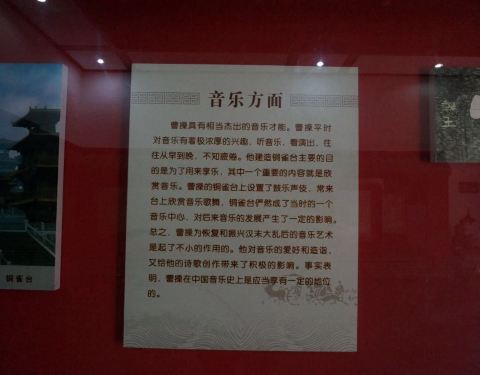 音乐方面
曹操具有相当杰出的音乐才能。曹操平时
对音乐有着极浓厚的兴趣，听音乐、看演出，往
往从早到晚，不知疲倦。他建造铜雀台主要的目
的是为了用来享乐，其中一个重要的内容就是欣
赏音乐。曹操的铜雀台上设置了鼓乐声伎，常来
台上欣赏音乐歌舞，铜雀台俨然成了当时的一个
音乐中心，对后来音乐的发展产生了一定的影响。
总之，曹操为恢复和振兴汉末大乱后的音乐艺术
是起了不小的作用的。他对音乐的爱好和造诣，
又给他的诗歌创作带来了积极的影响。事实表
明，曹操在中国音乐史上是应当享有一定的地位
的。
铜雀台